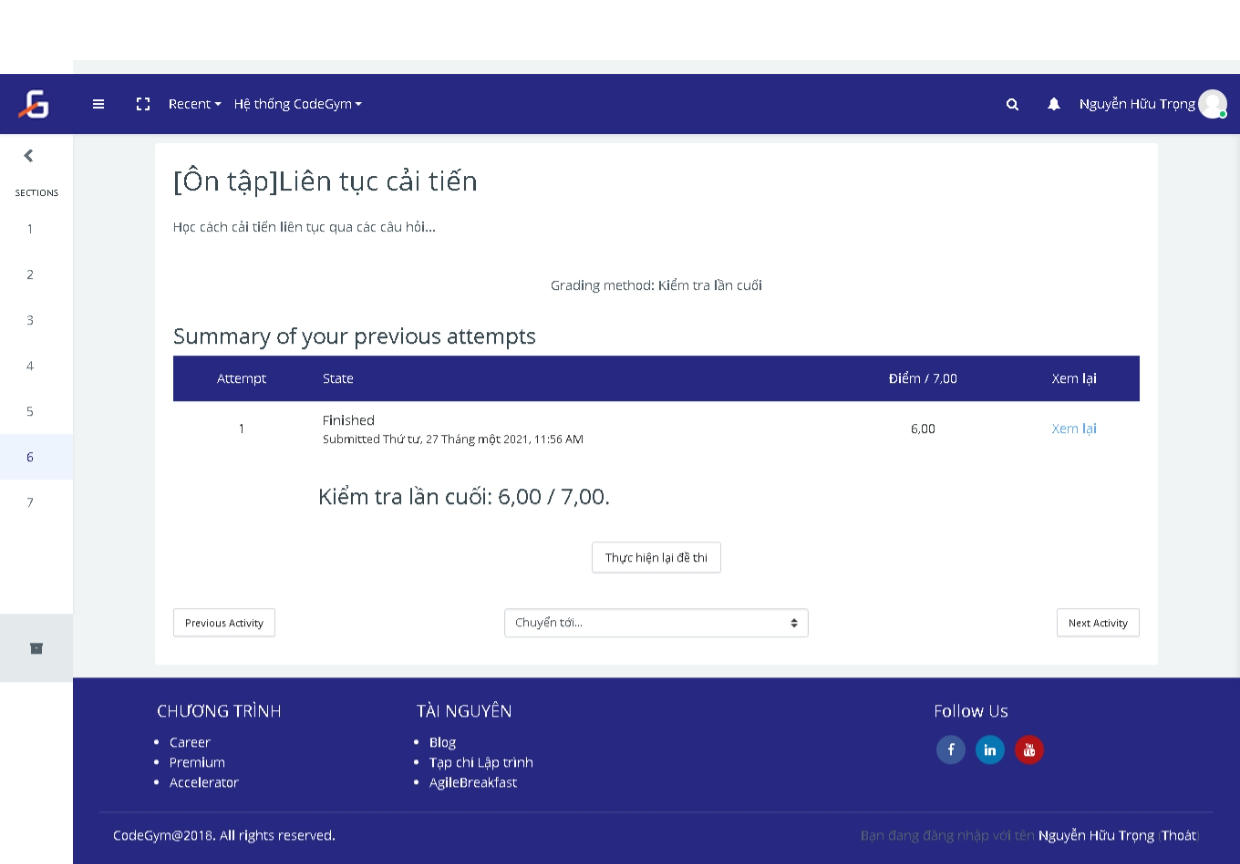 Recent Hệ thống CodeGym Nguyễn Hữu Trọng
SECTIONS
1
2
3
4
5
6
7
[Ôn tập]Liên tục cải tiến
Học cách cải tiến liên tục qua các câu hỏi...
Grading method: Kiểm tra lần cuối
Summary of your previous attempts
Attempt State Điểm / 7,00 Xem lại
1 Finished 6,00 Xem lại
Submitted Thứ tư, 27 Tháng một 2021, 11:56 AM
Kiểm tra lần cuối: 6,00 / 7,00.
Thực hiện lại đề thi
Previous Activity Chuyển tới... Next Activity
CHƯƠNG TRÌNH TÀI NGUYÊN Follow Us
Career Blog
Premium Tạp chí Lập trình
Accelerator AgileBreakfast
CodeGym@2018. All rights reserved. Bạn đang đăng nhập với tên Nguyễn Hữu Trọng (Thoát)